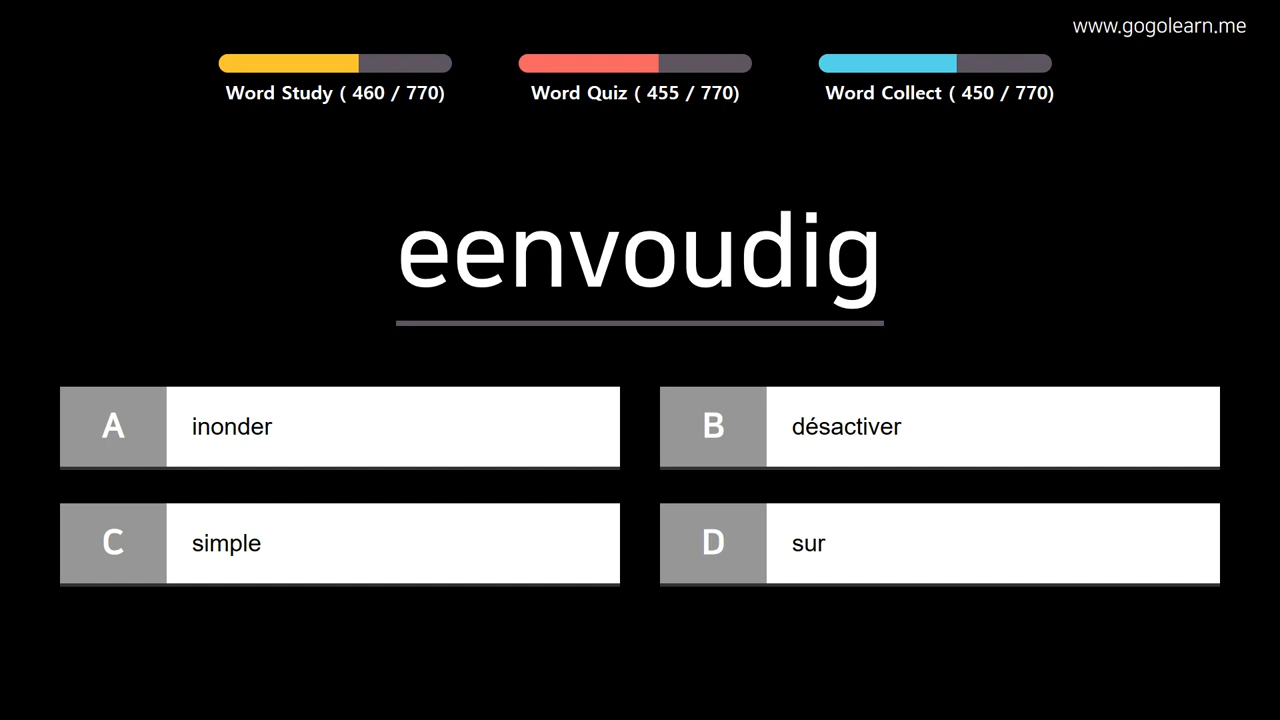 www.gogolearn.me
Word Study ( 460 / 770)
Word Quiz ( 455 / 770)
Word Collect ( 450 / 770)
eenvoudig
A inonder
B désactiver
C simple
D sur